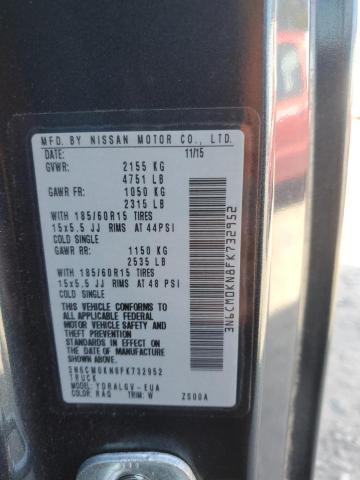 MFD. BY NISSAN MOTOR CO., LTD.
DATE: 11/15
GVWR: 2155 KG
4751 LB
GAWR FR: 1050 KG
2315 LB
WITH 185/60R15 TIRES
15x5.5 JJ RIMS AT 44PSI
COLD SINGLE
GAWR RR: 1150 KG
2535 LB
WITH 185/60R15 TIRES
15x5.5 JJ RIMS AT 48 PSI
COLD SINGLE
THIS VEHICLE CONFORMS
TO ALL APPLICABLE FEDERAL
MOTOR VEHICLE SAFETY
AND THEFT PREVENTION
STANDARDS IN EFFECT
ON THE DATE OF MANUFACTURE
SHOWN ABOVE.
3N6CM0KN8FK732952
TRUCK
MODEL: YDRALGV-EUA
COLOR: RAQ TRIM: W ZS00A
3N6CM0KN8FK732952